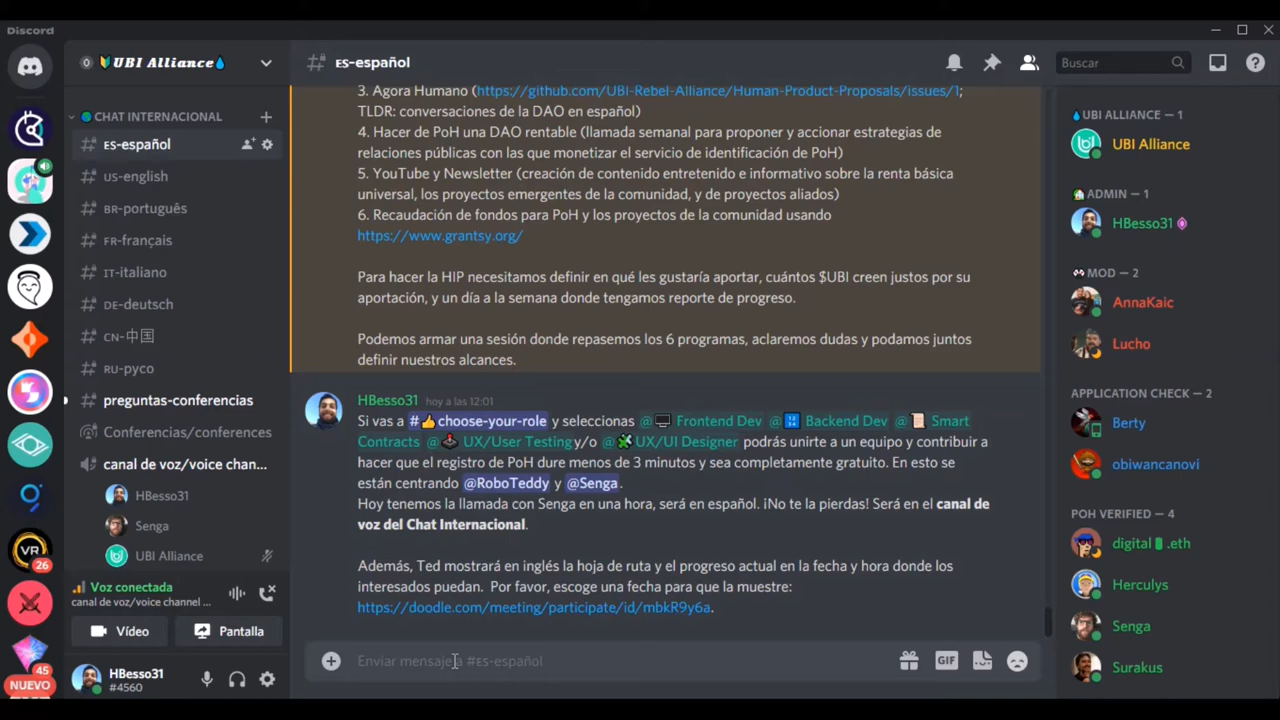 Discord
UBI Alliance
CHAT INTERNACIONAL
ES-español
US-english
BR-português
FR-français
IT-italiano
DE-deutsch
CN-中国
RU-русо
preguntas-conferencias
Conferencias/conferences
canal de voz/voice chan...
HBesso31
Senga
UBI Alliance
Voz conectada
canal de voz/voice channel ...
Vídeo
Pantalla
HBesso31
#4560
VR
26
45
NUEVO
ES-español
Buscar
3. Agora Humano (https://github.com/UBI-Rebel-Alliance/Human-Product-Proposals/issues/1;
TLDR: conversaciones de la DAO en español)
4. Hacer de PoH una DAO rentable (llamada semanal para proponer y accionar estrategias de
relaciones públicas con las que monetizar el servicio de identificación de PoH)
5. YouTube y Newsletter (creación de contenido entretenido e informativo sobre la renta básica
universal, los proyectos emergentes de la comunidad, y de proyectos aliados)
6. Recaudación de fondos para PoH y los proyectos de la comunidad usando
https://www.grantsy.org/
Para hacer la HIP necesitamos definir en qué les gustaría aportar, cuántos $UBI creen justos por su
aportación, y un día a la semana donde tengamos reporte de progreso.
Podemos armar una sesión donde repasemos los 6 programas, aclaremos dudas y podamos juntos
definir nuestros alcances.
HBesso31 hoy a las 12:01
Si vas a #👍choose-your-role y seleccionas @🖥️ Frontend Dev @🔢 Backend Dev @📜 Smart
Contracts @🕹️ UX/User Testing y/o @🧩 UX/UI Designer podrás unirte a un equipo y contribuir a
hacer que el registro de PoH dure menos de 3 minutos y sea completamente gratuito. En esto se
están centrando @RoboTeddy y @Senga.
Hoy tenemos la llamada con Senga en una hora, será en español. ¡No te la pierdas! Será en el canal de
voz del Chat Internacional.
Además, Ted mostrará en inglés la hoja de ruta y el progreso actual en la fecha y hora donde los
interesados puedan. Por favor, escoge una fecha para que la muestre:
https://doodle.com/meeting/participate/id/mbkR9y6a.
Enviar mensaje a #ES-español
GIF
UBI ALLIANCE — 1
UBI Alliance
ADMIN — 1
HBesso31
MOD — 2
AnnaKaic
Lucho
APPLICATION CHECK — 2
Berty
obiwancanovi
POH VERIFIED — 4
digital📱.eth
Herculys
Senga
Surakus